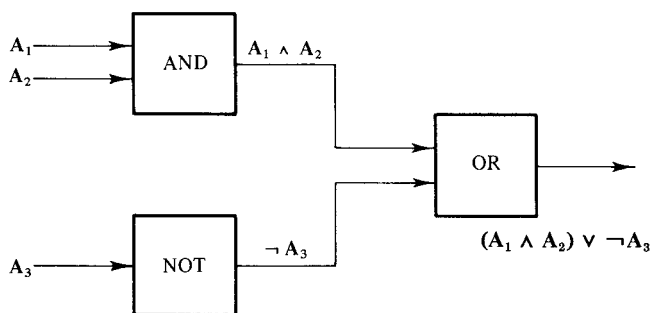 A₁
A₂
AND
A₁ ∧ A₂
OR
(A₁ ∧ A₂) ∨ ¬A₃
A₃
NOT
¬ A₃